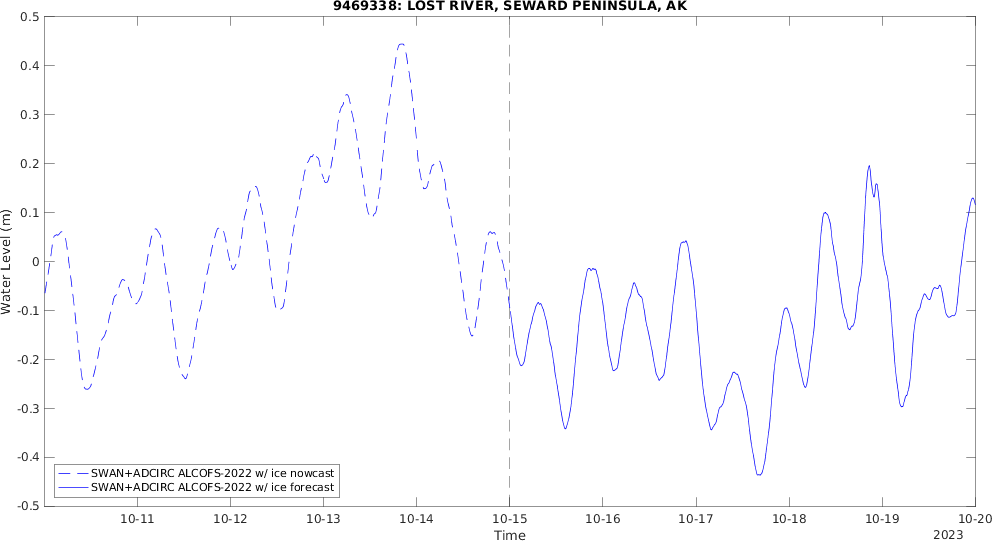 9469338: LOST RIVER, SEWARD PENINSULA, AK
Water Level (m)
0.5
0.4
0.3
0.2
0.1
0
-0.1
-0.2
-0.3
-0.4
-0.5
SWAN+ADCIRC ALCOFS-2022 w/ ice nowcast
SWAN+ADCIRC ALCOFS-2022 w/ ice forecast
10-11 10-12 10-13 10-14 10-15 10-16 10-17 10-18 10-19 10-20
Time
2023